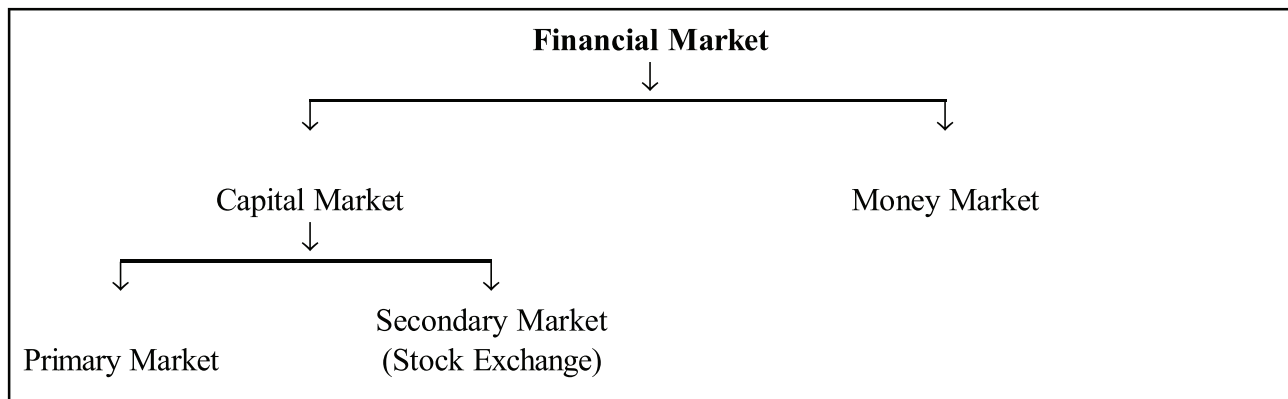 Financial Market
Capital Market
Money Market
Primary Market
Secondary Market
(Stock Exchange)